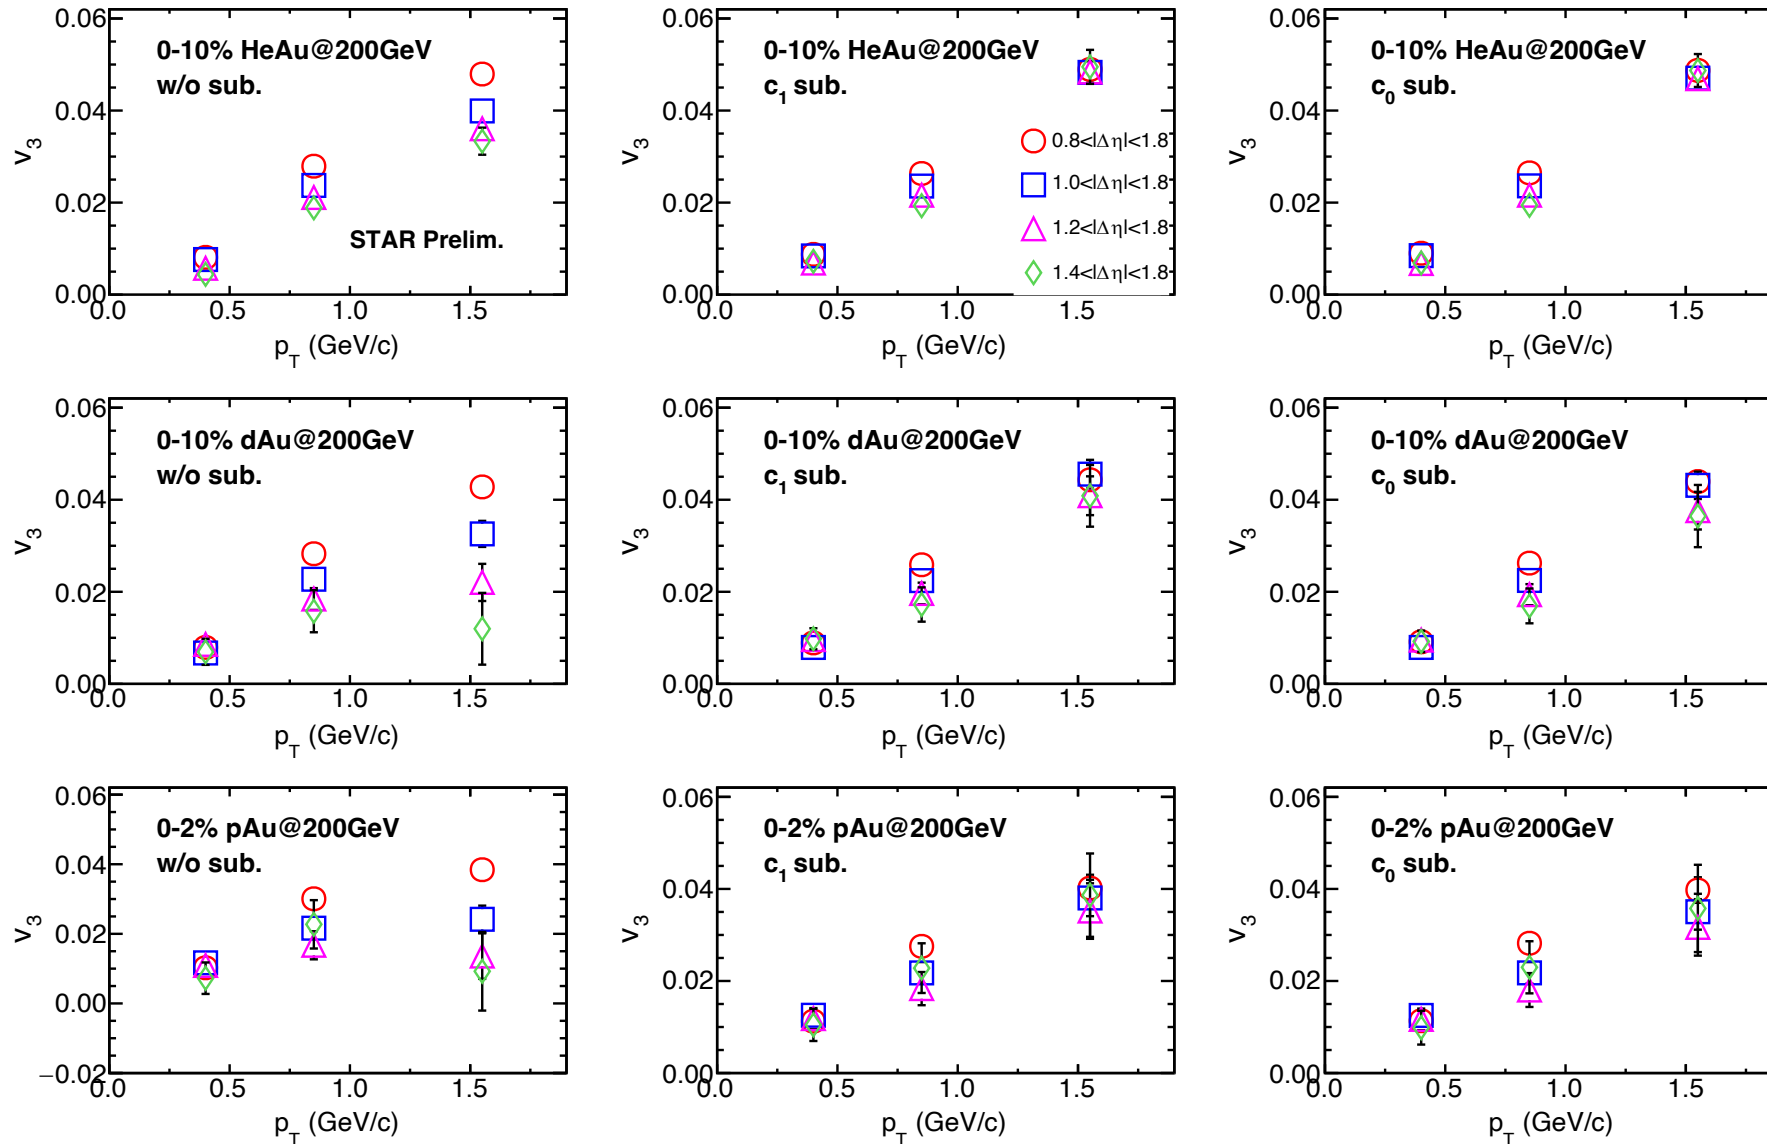 0.06
0.04
0.02
0.00
v3
0-10% HeAu@200GeV
w/o sub.
STAR Prelim.
0.0 0.5 1.0 1.5
pT (GeV/c)
0.06
0.04
0.02
0.00
v3
0-10% HeAu@200GeV
c1 sub.
0.8<|Δη|<1.8
1.0<|Δη|<1.8
1.2<|Δη|<1.8
1.4<|Δη|<1.8
0.0 0.5 1.0 1.5
pT (GeV/c)
0.06
0.04
0.02
0.00
v3
0-10% HeAu@200GeV
c0 sub.
0.0 0.5 1.0 1.5
pT (GeV/c)
0.06
0.04
0.02
0.00
v3
0-10% dAu@200GeV
w/o sub.
0.0 0.5 1.0 1.5
pT (GeV/c)
0.06
0.04
0.02
0.00
v3
0-10% dAu@200GeV
c1 sub.
0.0 0.5 1.0 1.5
pT (GeV/c)
0.06
0.04
0.02
0.00
v3
0-10% dAu@200GeV
c0 sub.
0.0 0.5 1.0 1.5
pT (GeV/c)
0.06
0.04
0.02
0.00
−0.02
v3
0-2% pAu@200GeV
w/o sub.
0.0 0.5 1.0 1.5
pT (GeV/c)
0.06
0.04
0.02
0.00
v3
0-2% pAu@200GeV
c1 sub.
0.0 0.5 1.0 1.5
pT (GeV/c)
0.06
0.04
0.02
0.00
v3
0-2% pAu@200GeV
c0 sub.
0.0 0.5 1.0 1.5
pT (GeV/c)